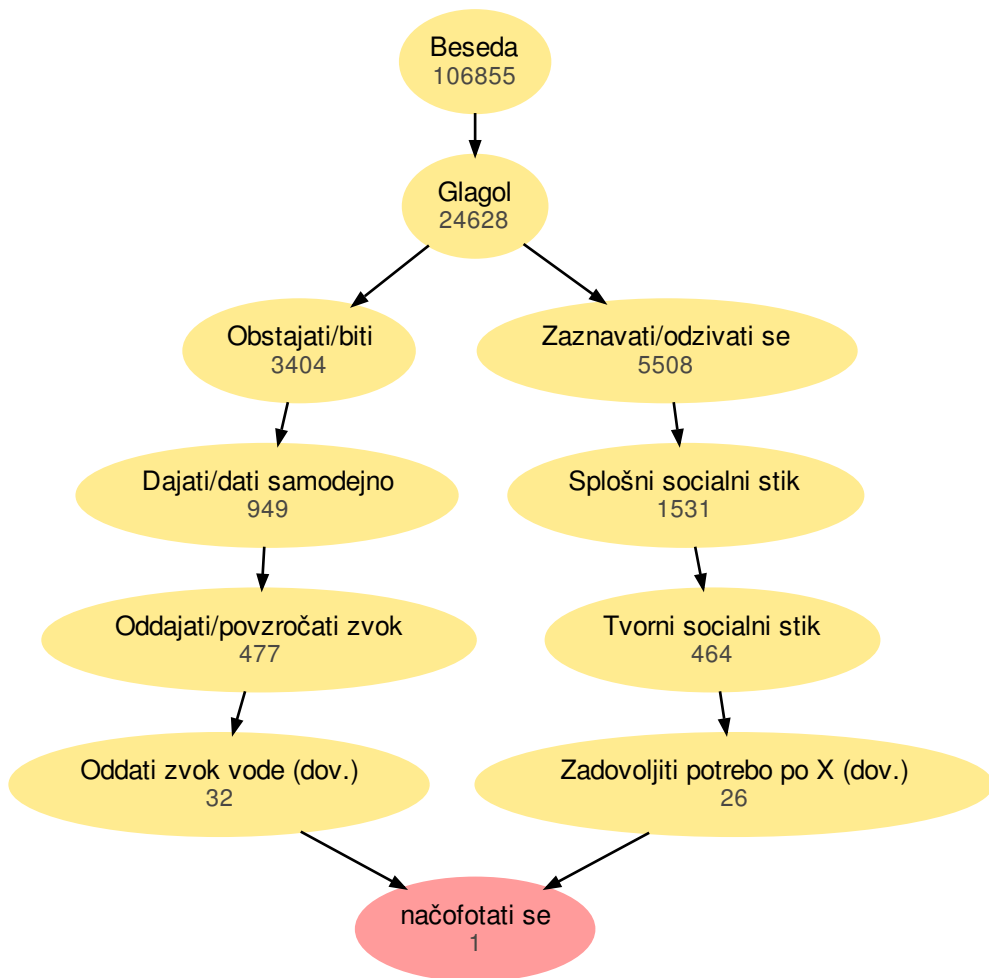 Beseda
106855
Glagol
24628
Obstajati/biti
3404
Zaznavati/odzivati se
5508
Dajati/dati samodejno
949
Splošni socialni stik
1531
Oddajati/povzročati zvok
477
Tvorni socialni stik
464
Oddati zvok vode (dov.)
32
Zadovoljiti potrebo po X (dov.)
26
načofotati se
1